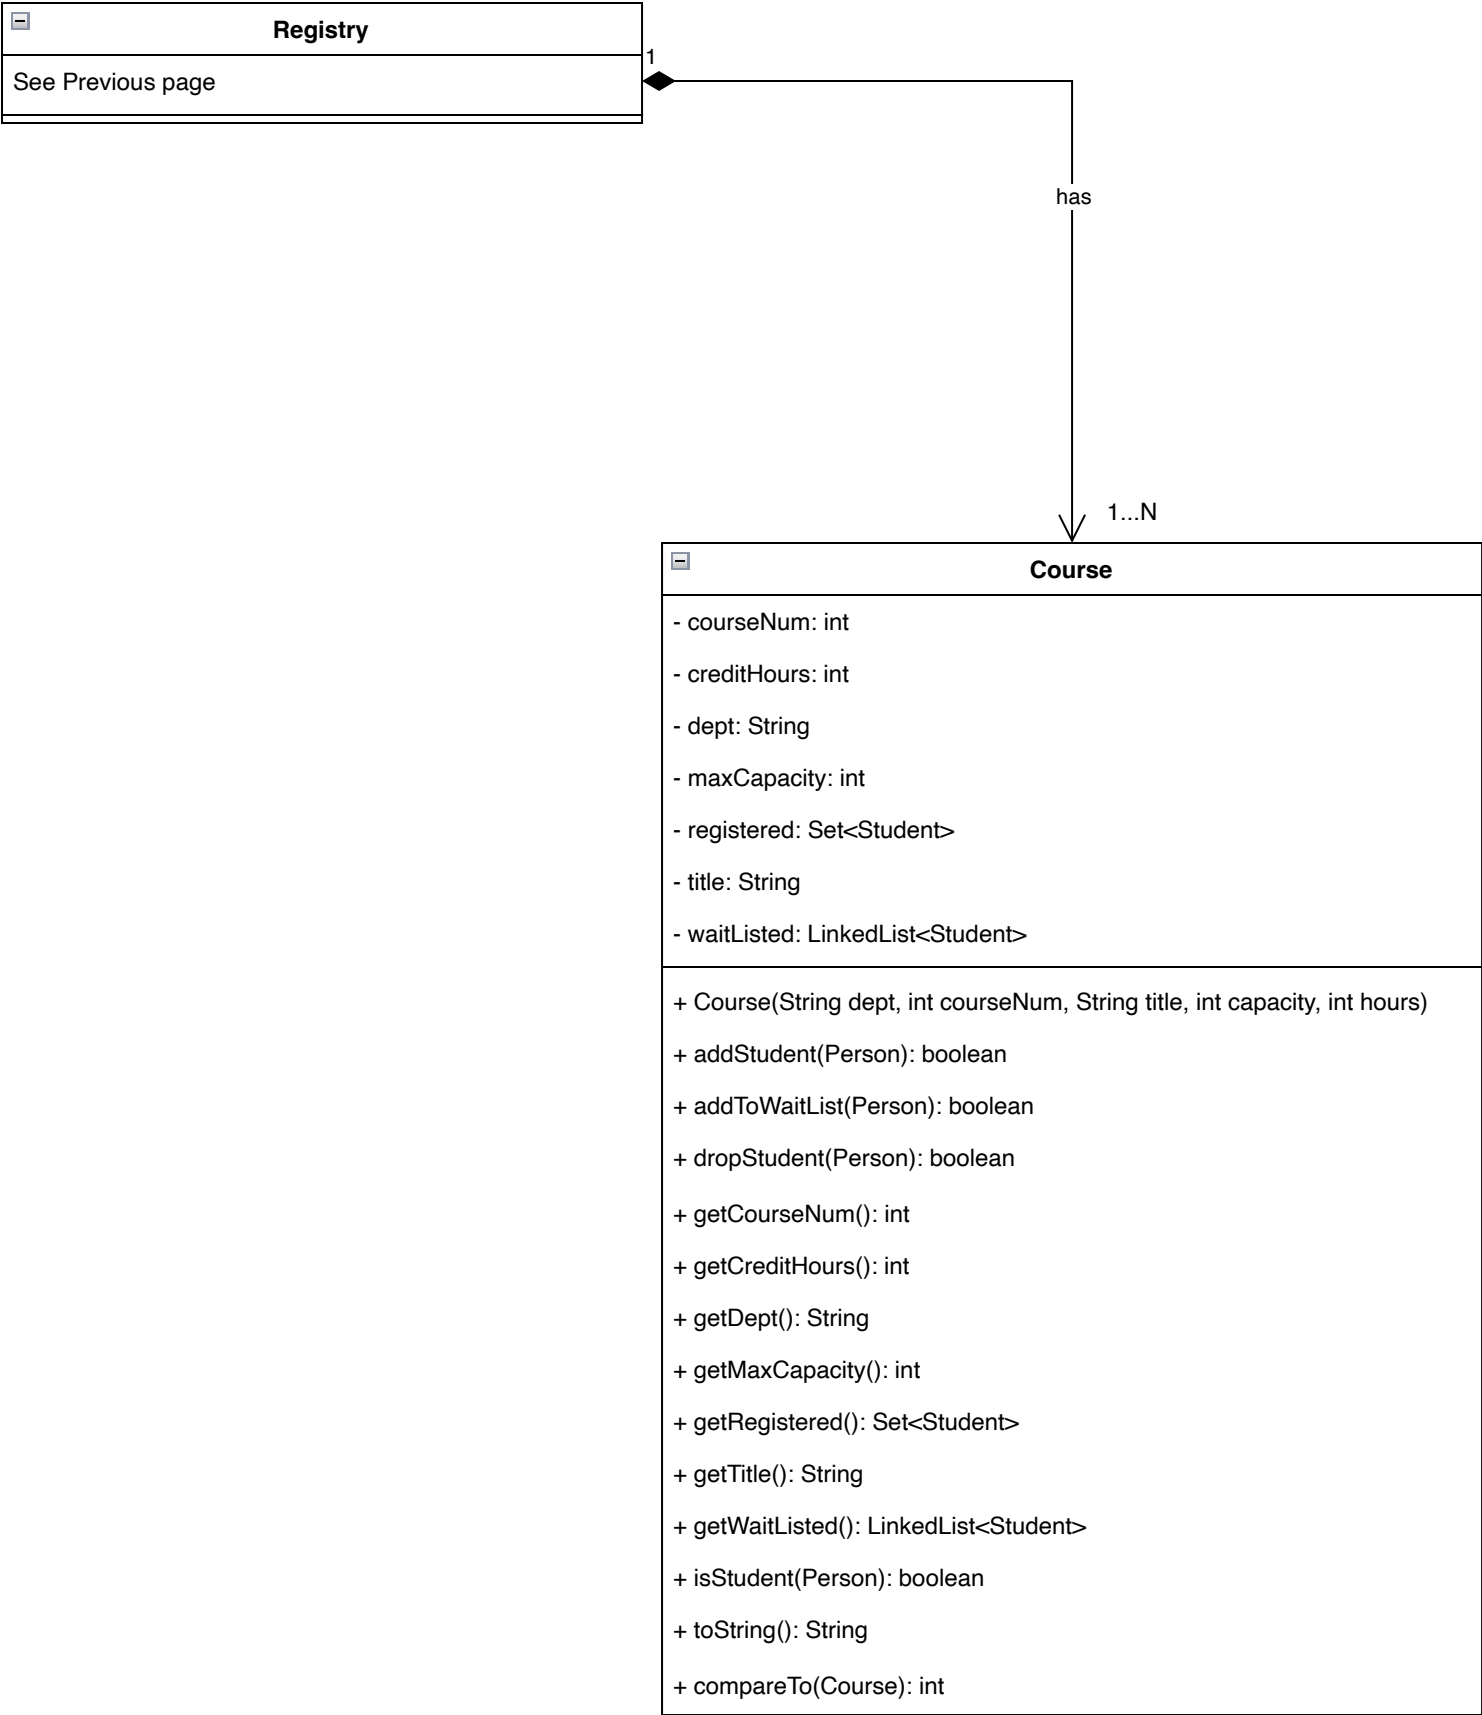 Registry
See Previous page
1
has
1...N
Course
- courseNum: int
- creditHours: int
- dept: String
- maxCapacity: int
- registered: Set<Student>
- title: String
- waitListed: LinkedList<Student>
+ Course(String dept, int courseNum, String title, int capacity, int hours)
+ addStudent(Person): boolean
+ addToWaitList(Person): boolean
+ dropStudent(Person): boolean
+ getCourseNum(): int
+ getCreditHours(): int
+ getDept(): String
+ getMaxCapacity(): int
+ getRegistered(): Set<Student>
+ getTitle(): String
+ getWaitListed(): LinkedList<Student>
+ isStudent(Person): boolean
+ toString(): String
+ compareTo(Course): int